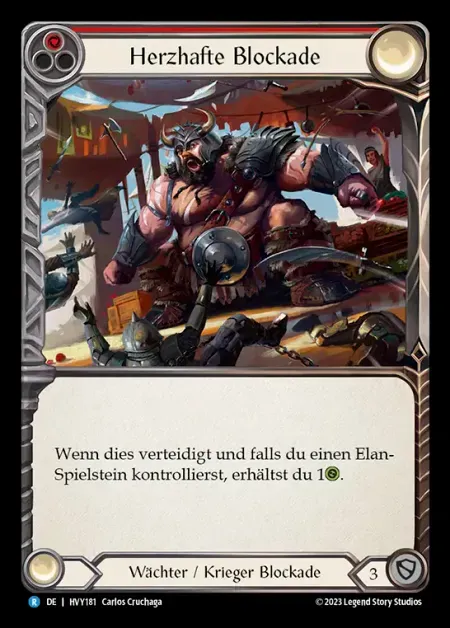 Herzhafte Blockade
Wenn dies verteidigt und falls du einen Elan-
Spielstein kontrollierst, erhältst du 1.
Wächter / Krieger Blockade
3
R DE | HVY181 Carlos Cruchaga
© 2023 Legend Story Studios